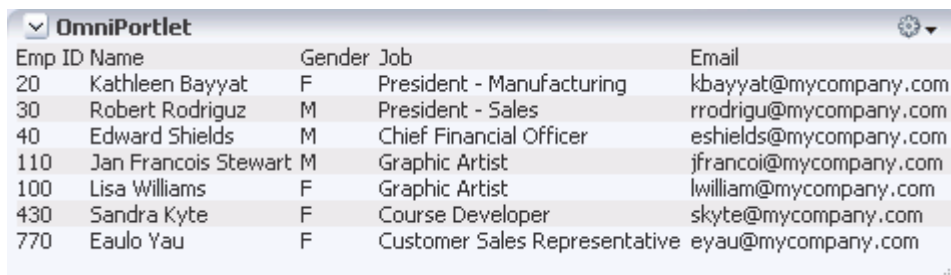 OmniPortlet
Emp ID Name Gender Job Email
20 Kathleen Bayyat F President - Manufacturing kbayyat@mycompany.com
30 Robert Rodriguz M President - Sales rrodrigu@mycompany.com
40 Edward Shields M Chief Financial Officer eshields@mycompany.com
110 Jan Francois Stewart M Graphic Artist jfrancoi@mycompany.com
100 Lisa Williams F Graphic Artist lwilliam@mycompany.com
430 Sandra Kyte F Course Developer skyte@mycompany.com
770 Eaulo Yau F Customer Sales Representative eyau@mycompany.com